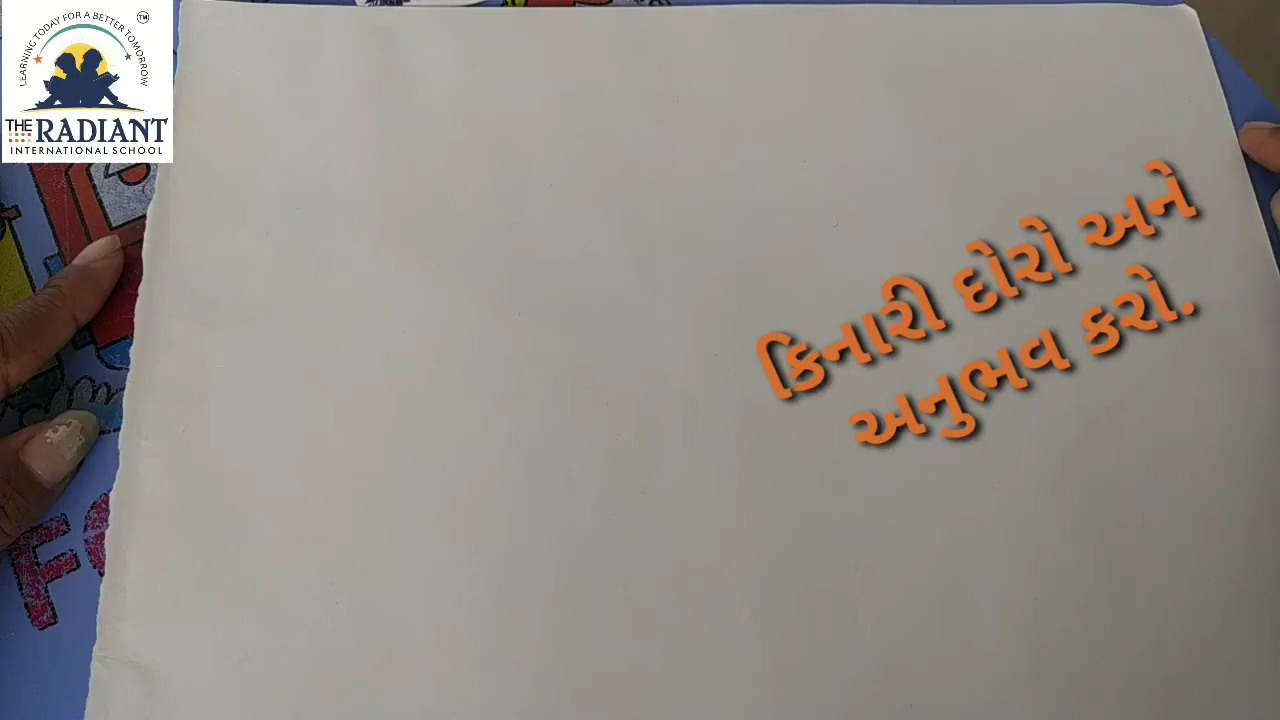 LEARNING TODAY FOR A BETTER TOMORROW
TM
THE RADIANT
INTERNATIONAL SCHOOL
કિનારી દોરો અને
અનુભવ કરો.